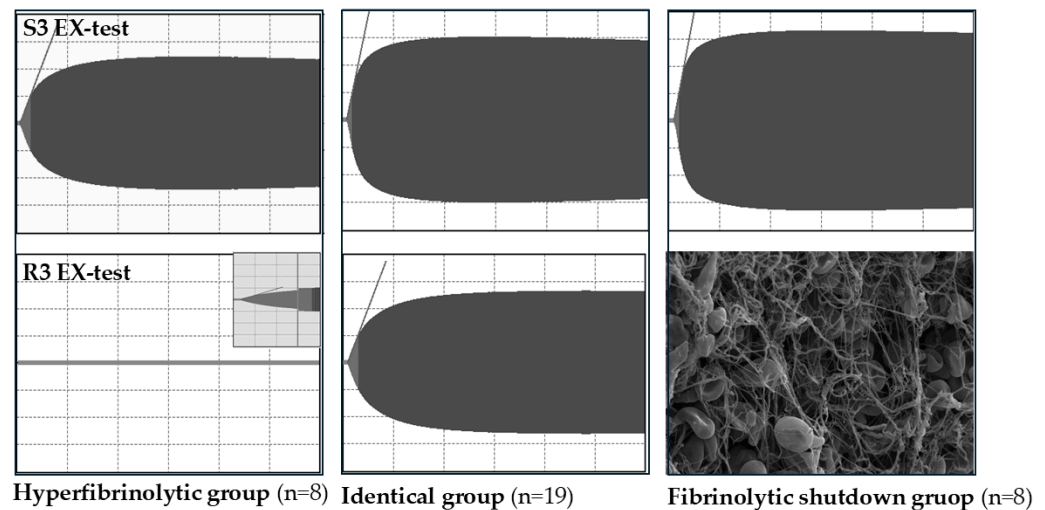 S3 EX-test
R3 EX-test
Hyperfibrinolytic group (n=8)
Identical group (n=19)
Fibrinolytic shutdown gruop (n=8)